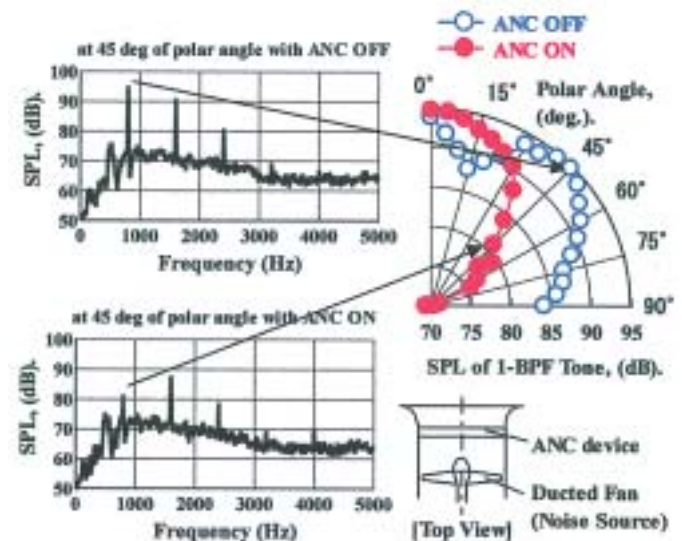 ANC OFF
ANC ON
at 45 deg of polar angle with ANC OFF
100
90
80
70
60
50
SPL, (dB).
0 1000 2000 3000 4000 5000
Frequency (Hz)
0°
15°
Polar Angle,
(deg.).
45°
60°
75°
90°
70 75 80 85 90 95
SPL of 1-BPF Tone, (dB).
at 45 deg of polar angle with ANC ON
100
90
80
70
60
50
SPL, (dB).
0 1000 2000 3000 4000 5000
Frequency (Hz)
ANC device
Ducted Fan
(Noise Source)
[Top View]